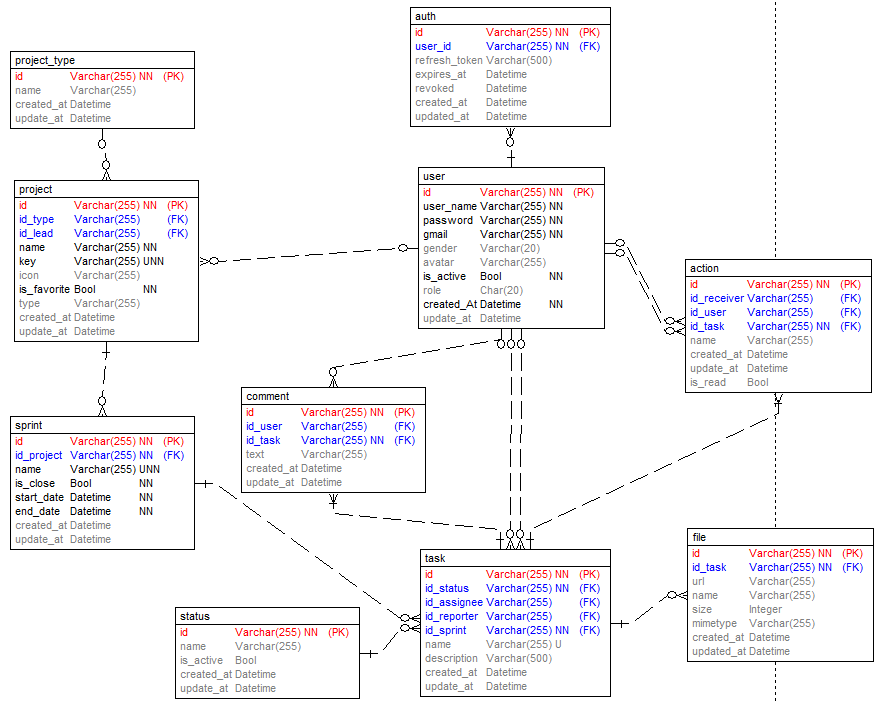 auth
id Varchar(255) NN (PK)
user_id Varchar(255) NN (FK)
refresh_token Varchar(500)
expires_at Datetime
revoked Datetime
created_at Datetime
updated_at Datetime
project_type
id Varchar(255) NN (PK)
name Varchar(255)
created_at Datetime
update_at Datetime
user
id Varchar(255) NN (PK)
user_name Varchar(255) NN
password Varchar(255) NN
gmail Varchar(255) NN
gender Varchar(20)
avatar Varchar(255)
is_active Bool NN
role Char(20)
created_At Datetime NN
update_at Datetime
project
id Varchar(255) NN (PK)
id_type Varchar(255) (FK)
id_lead Varchar(255) (FK)
name Varchar(255) NN
key Varchar(255) UNN
icon Varchar(255)
is_favorite Bool NN
type Varchar(255)
created_at Datetime
update_at Datetime
action
id Varchar(255) NN (PK)
id_receiver Varchar(255) (FK)
id_user Varchar(255) (FK)
id_task Varchar(255) NN (FK)
name Varchar(255)
created_at Datetime
update_at Datetime
is_read Bool
comment
id Varchar(255) NN (PK)
id_user Varchar(255) (FK)
id_task Varchar(255) NN (FK)
text Varchar(255)
created_at Datetime
update_at Datetime
sprint
id Varchar(255) NN (PK)
id_project Varchar(255) NN (FK)
name Varchar(255) UNN
is_close Bool NN
start_date Datetime NN
end_date Datetime NN
created_at Datetime
update_at Datetime
task
id Varchar(255) NN (PK)
id_status Varchar(255) NN (FK)
id_assignee Varchar(255) (FK)
id_reporter Varchar(255) (FK)
id_sprint Varchar(255) NN (FK)
name Varchar(255) U
description Varchar(500)
created_at Datetime
update_at Datetime
file
id Varchar(255) NN (PK)
id_task Varchar(255) NN (FK)
url Varchar(255)
name Varchar(255)
size Integer
mimetype Varchar(255)
created_at Datetime
updated_at Datetime
status
id Varchar(255) NN (PK)
name Varchar(255)
is_active Bool
created_at Datetime
update_at Datetime